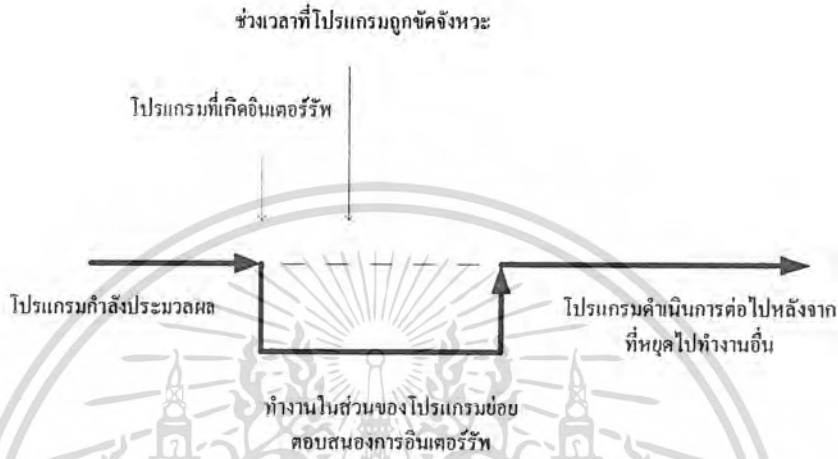 ช่วงเวลาที่โปรแกรมถูกขัดจังหวะ
โปรแกรมที่เกิดอินเตอร์รัพ
โปรแกรมกำลังประมวลผล
โปรแกรมดำเนินการต่อไปหลังจาก
ที่หยุดไปทำงานอื่น
ทำงานในส่วนของโปรแกรมย่อย
ตอบสนองการอินเตอร์รัพ